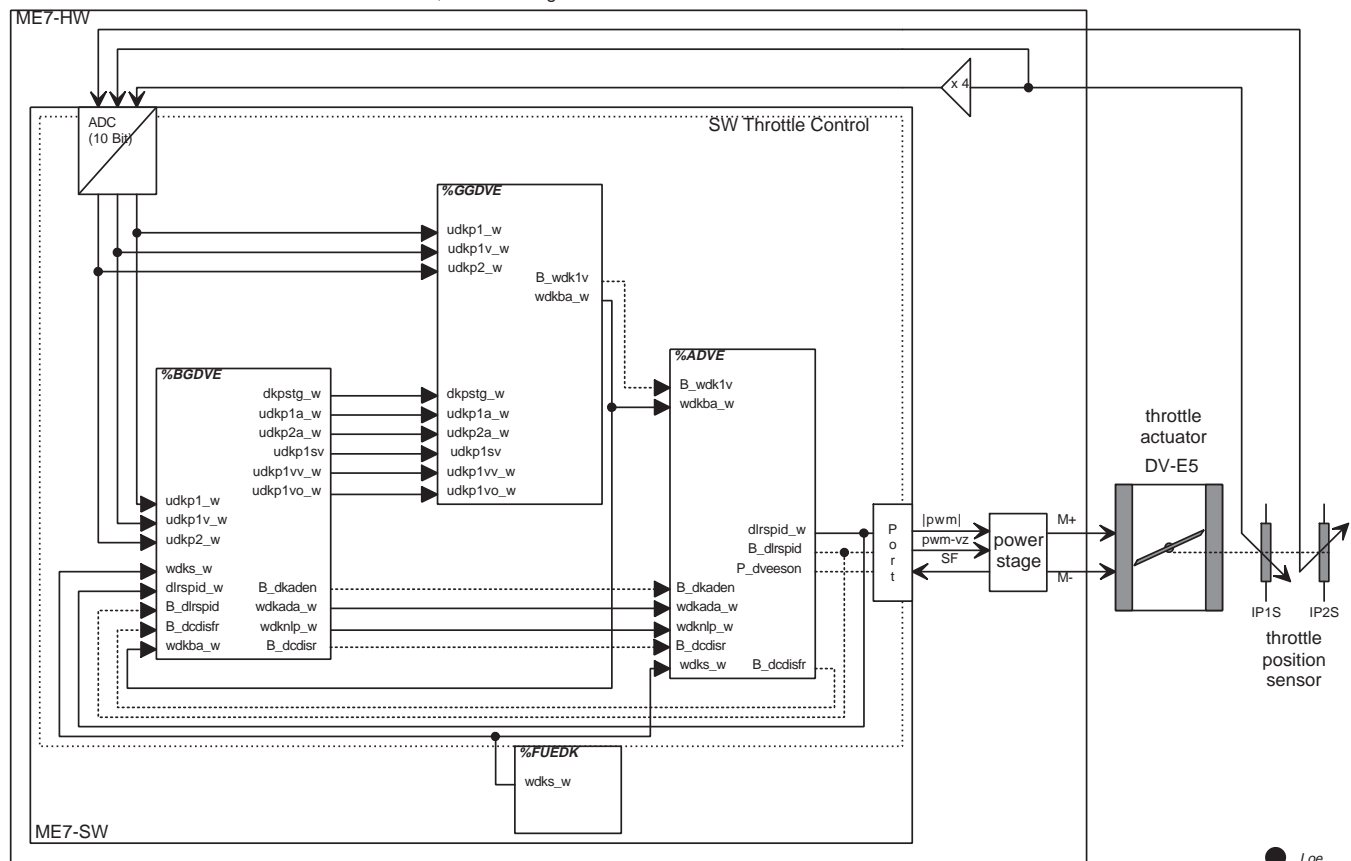 ME7-HW
x 4
ADC
(10 Bit)
SW Throttle Control
%GGDVE
udkp1_w
udkp1v_w
udkp2_w
B_wdk1v
wdkba_w
dkpstg_w
udkp1a_w
udkp2a_w
udkp1sv
udkp1vv_w
udkp1vo_w
%BGDVE
dkpstg_w
udkp1a_w
udkp2a_w
udkp1sv
udkp1vv_w
udkp1vo_w
udkp1_w
udkp1v_w
udkp2_w
wdks_w
dlrspid_w
B_dlrspid
B_dcdisfr
wdkba_w
B_dkaden
wdkada_w
wdknlp_w
B_dcdisr
%ADVE
B_wdk1v
wdkba_w
dlrspid_w
B_dlrspid
P_dveeson
B_dkaden
wdkada_w
wdknlp_w
B_dcdisr
wdks_w
B_dcdisfr
Port
|pwm|
pwm-vz
SF
power
stage
M+
M-
throttle
actuator
DV-E5
IP1S
IP2S
throttle
position
sensor
%FUEDK
wdks_w
ME7-SW
Loe